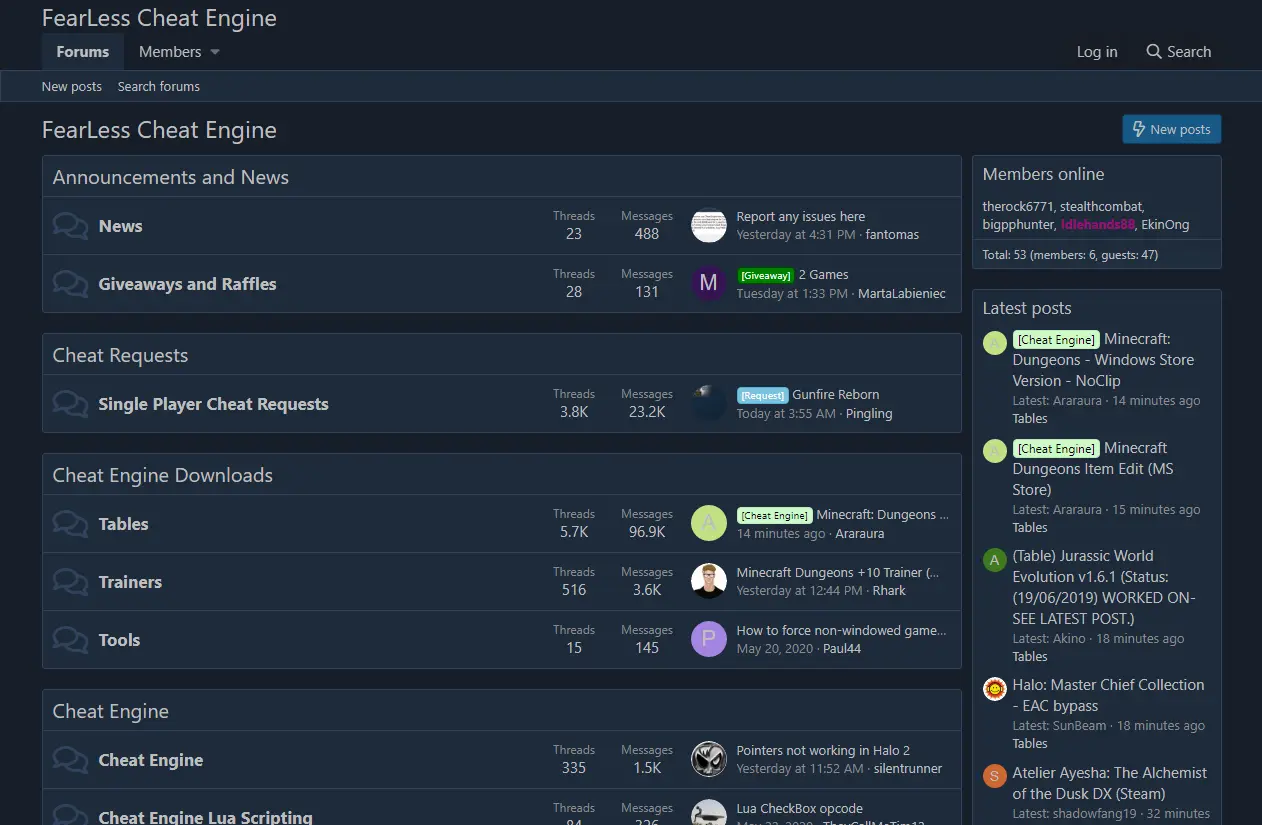 FearLess Cheat Engine
Forums
Members
Log in
Search
New posts
Search forums
FearLess Cheat Engine
New posts
Announcements and News
News
Threads
23
Messages
488
Report any issues here
Yesterday at 4:31 PM · fantomas
Giveaways and Raffles
Threads
28
Messages
131
M
[Giveaway] 2 Games
Tuesday at 1:33 PM · MartaLabieniec
Cheat Requests
Single Player Cheat Requests
Threads
3.8K
Messages
23.2K
[Request] Gunfire Reborn
Today at 3:55 AM · Pingling
Cheat Engine Downloads
Tables
Threads
5.7K
Messages
96.9K
A
[Cheat Engine] Minecraft: Dungeons ...
14 minutes ago · Araraura
Trainers
Threads
516
Messages
3.6K
Minecraft Dungeons +10 Trainer (...
Yesterday at 12:44 PM · Rhark
Tools
Threads
15
Messages
145
P
How to force non-windowed game...
May 20, 2020 · Paul44
Cheat Engine
Cheat Engine
Threads
335
Messages
1.5K
Pointers not working in Halo 2
Yesterday at 11:52 AM · silentrunner
Cheat Engine Lua Scripting
Threads
Messages
Lua CheckBox opcode
Members online
therock6771, stealthcombat,
bigpphunter, Idlehands88, EkinOng
Total: 53 (members: 6, guests: 47)
Latest posts
A
[Cheat Engine] Minecraft:
Dungeons - Windows Store
Version - NoClip
Latest: Araraura · 14 minutes ago
Tables
A
[Cheat Engine] Minecraft
Dungeons Item Edit (MS
Store)
Latest: Araraura · 15 minutes ago
Tables
A
(Table) Jurassic World
Evolution v1.6.1 (Status:
(19/06/2019) WORKED ON-
SEE LATEST POST.)
Latest: Akino · 18 minutes ago
Tables
Halo: Master Chief Collection
- EAC bypass
Latest: SunBeam · 18 minutes ago
Tables
S
Atelier Ayesha: The Alchemist
of the Dusk DX (Steam)
Latest: shadowfang19 · 32 minutes